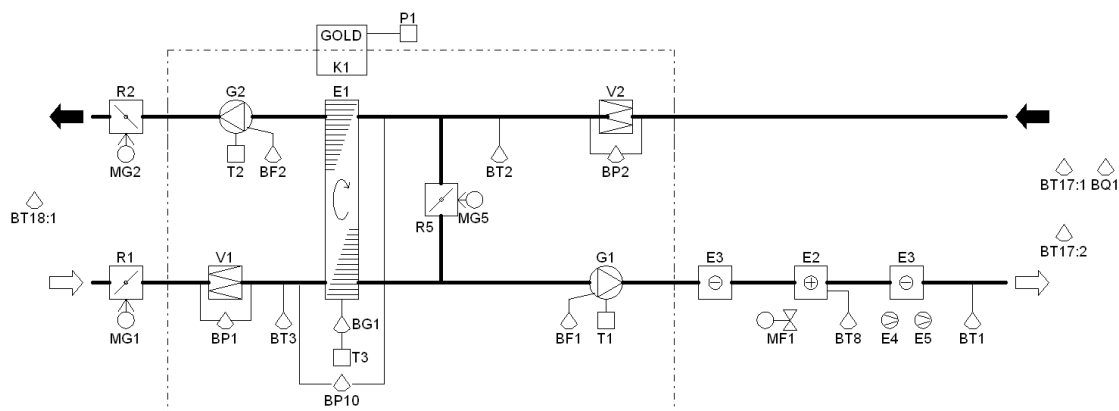 P1
GOLD
K1
R2
G2
E1
V2
MG2
T2
BF2
BT2
BP2
BT17:1
BQ1
BT18:1
R5
MG5
BT17:2
R1
V1
G1
E3
E2
E3
MG1
BP1
BT3
BG1
BF1
T1
MF1
BT8
E4
E5
BT1
T3
BP10